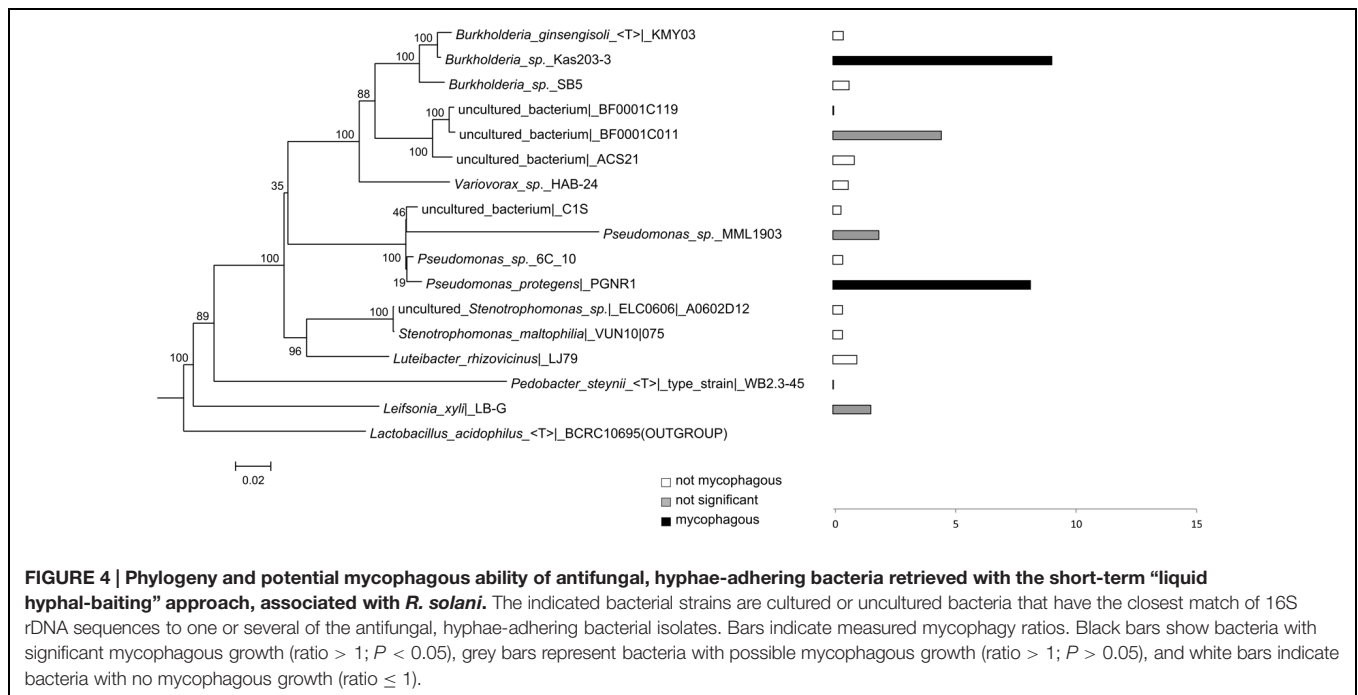 100
Burkholderia_ginsengisoli_<T>|_KMY03
100
Burkholderia_sp._Kas203-3
Burkholderia_sp._SB5
88
100
uncultured_bacterium|_BF0001C119
100
uncultured_bacterium|_BF0001C011
100
uncultured_bacterium|_ACS21
Variovorax_sp._HAB-24
35
46
uncultured_bacterium|_C1S
Pseudomonas_sp._MML1903
100
100
Pseudomonas_sp._6C_10
19
Pseudomonas_protegens|_PGNR1
89
100
uncultured_Stenotrophomonas_sp.|_ELC0606|_A0602D12
Stenotrophomonas_maltophilia|_VUN10|075
96
100
Luteibacter_rhizovicinus|_LJ79
Pedobacter_steynii_<T>|_type_strain|_WB2.3-45
Leifsonia_xyli|_LB-G
Lactobacillus_acidophilus_<T>|_BCRC10695(OUTGROUP)
0.02
not mycophagous
not significant
mycophagous
0 5 10 15
FIGURE 4 | Phylogeny and potential mycophagous ability of antifungal, hyphae-adhering bacteria retrieved with the short-term “liquid
hyphal-baiting” approach, associated with R. solani. The indicated bacterial strains are cultured or uncultured bacteria that have the closest match of 16S
rDNA sequences to one or several of the antifungal, hyphae-adhering bacterial isolates. Bars indicate measured mycophagy ratios. Black bars show bacteria with
significant mycophagous growth (ratio > 1; P < 0.05), grey bars represent bacteria with possible mycophagous growth (ratio > 1; P > 0.05), and white bars indicate
bacteria with no mycophagous growth (ratio ≤ 1).